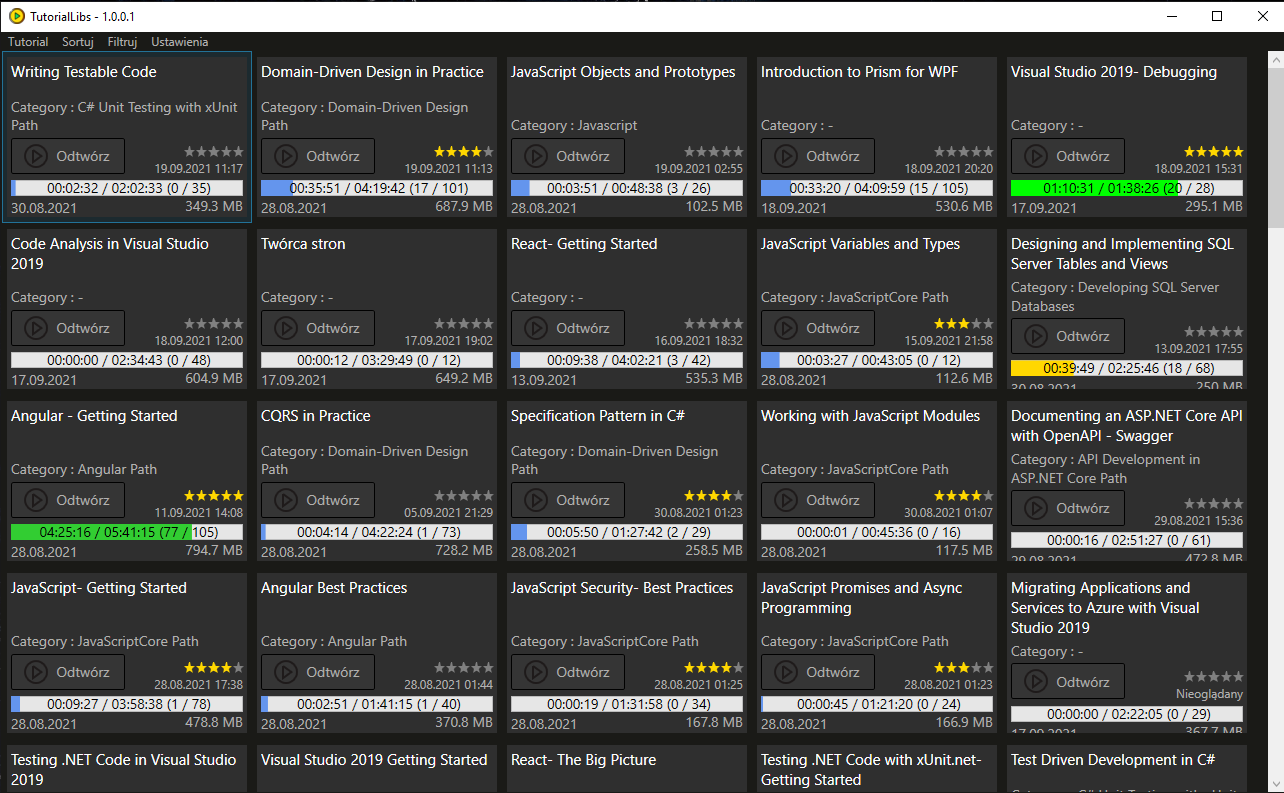 TutorialLibs - 1.0.0.1
Tutorial Sortuj Filtruj Ustawienia
Writing Testable Code
Category : C# Unit Testing with xUnit
Path
Odtwórz
19.09.2021 11:17
00:02:32 / 02:02:33 (0 / 35)
30.08.2021 349.3 MB
Domain-Driven Design in Practice
Category : Domain-Driven Design
Path
Odtwórz
19.09.2021 11:13
00:35:51 / 04:19:42 (17 / 101)
28.08.2021 687.9 MB
JavaScript Objects and Prototypes
Category : Javascript
Odtwórz
19.09.2021 02:55
00:03:51 / 00:48:38 (3 / 26)
28.08.2021 102.5 MB
Introduction to Prism for WPF
Category : -
Odtwórz
18.09.2021 20:20
00:33:20 / 04:09:59 (15 / 105)
18.09.2021 530.6 MB
Visual Studio 2019- Debugging
Category : -
Odtwórz
18.09.2021 15:31
01:10:31 / 01:38:26 (20 / 28)
17.09.2021 295.1 MB
Code Analysis in Visual Studio
2019
Category : -
Odtwórz
18.09.2021 12:00
00:00:00 / 02:34:43 (0 / 48)
17.09.2021 604.9 MB
Twórca stron
Category : -
Odtwórz
17.09.2021 19:02
00:00:12 / 03:29:49 (0 / 12)
17.09.2021 649.2 MB
React- Getting Started
Category : -
Odtwórz
16.09.2021 18:32
00:09:38 / 04:02:21 (3 / 42)
13.09.2021 535.3 MB
JavaScript Variables and Types
Category : JavaScriptCore Path
Odtwórz
15.09.2021 21:58
00:03:27 / 00:43:05 (0 / 12)
28.08.2021 112.6 MB
Designing and Implementing SQL
Server Tables and Views
Category : Developing SQL Server
Databases
Odtwórz
13.09.2021 17:55
00:39:49 / 02:25:46 (18 / 68)
30.08.2021 250 MB
Angular - Getting Started
Category : Angular Path
Odtwórz
11.09.2021 14:08
04:25:16 / 05:41:15 (77 / 105)
28.08.2021 794.7 MB
CQRS in Practice
Category : Domain-Driven Design
Path
Odtwórz
05.09.2021 21:29
00:04:14 / 04:22:24 (1 / 73)
28.08.2021 728.2 MB
Specification Pattern in C#
Category : Domain-Driven Design
Path
Odtwórz
30.08.2021 01:23
00:05:50 / 01:27:42 (2 / 29)
28.08.2021 258.5 MB
Working with JavaScript Modules
Category : JavaScriptCore Path
Odtwórz
30.08.2021 01:07
00:00:01 / 00:45:36 (0 / 16)
28.08.2021 117.5 MB
Documenting an ASP.NET Core API
with OpenAPI - Swagger
Category : API Development in
ASP.NET Core Path
Odtwórz
29.08.2021 15:36
00:00:16 / 02:51:27 (0 / 61)
29.08.2021 472.8 MB
JavaScript- Getting Started
Category : JavaScriptCore Path
Odtwórz
28.08.2021 17:38
00:09:27 / 03:58:38 (1 / 78)
28.08.2021 478.8 MB
Angular Best Practices
Category : Angular Path
Odtwórz
28.08.2021 01:44
00:02:51 / 01:41:15 (1 / 40)
28.08.2021 370.8 MB
JavaScript Security- Best Practices
Category : JavaScriptCore Path
Odtwórz
28.08.2021 01:25
00:00:19 / 01:31:58 (0 / 34)
28.08.2021 167.8 MB
JavaScript Promises and Async
Programming
Category : JavaScriptCore Path
Odtwórz
28.08.2021 01:23
00:00:45 / 01:21:20 (0 / 24)
28.08.2021 166.9 MB
Migrating Applications and
Services to Azure with Visual
Studio 2019
Category : -
Odtwórz
Nieoglądany
00:00:00 / 02:22:05 (0 / 29)
17.09.2021 367.7 MB
Testing .NET Code in Visual Studio
2019
Visual Studio 2019 Getting Started
React- The Big Picture
Testing .NET Code with xUnit.net-
Getting Started
Test Driven Development in C#